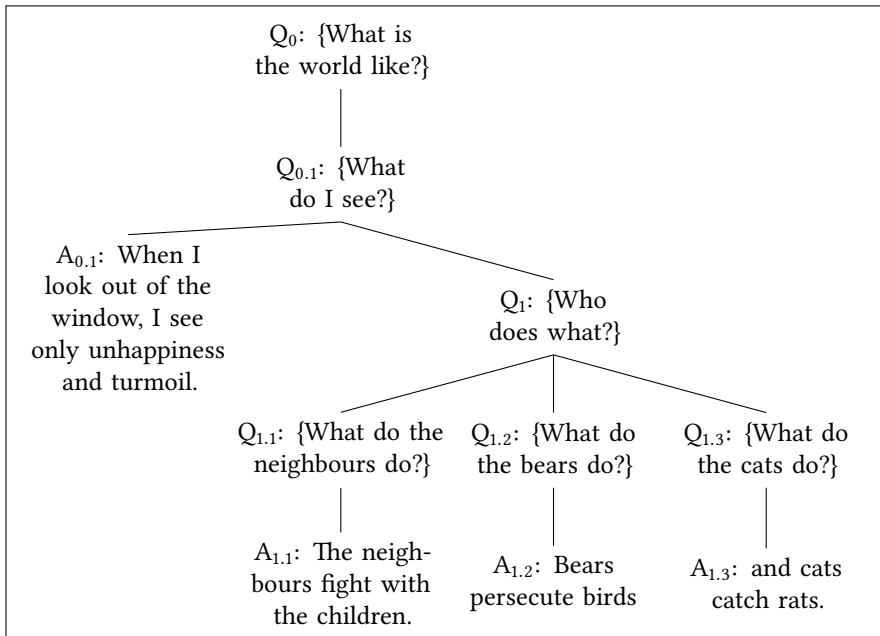 Q₀: {What is
the world like?}
Q₀.₁: {What
do I see?}
A₀.₁: When I
look out of the
window, I see
only unhappiness
and turmoil.
Q₁: {Who
does what?}
Q₁.₁: {What do the
neighbours do?}
Q₁.₂: {What do
the bears do?}
Q₁.₃: {What do
the cats do?}
A₁.₁: The neigh-
bours fight with
the children.
A₁.₂: Bears
persecute birds
A₁.₃: and cats
catch rats.